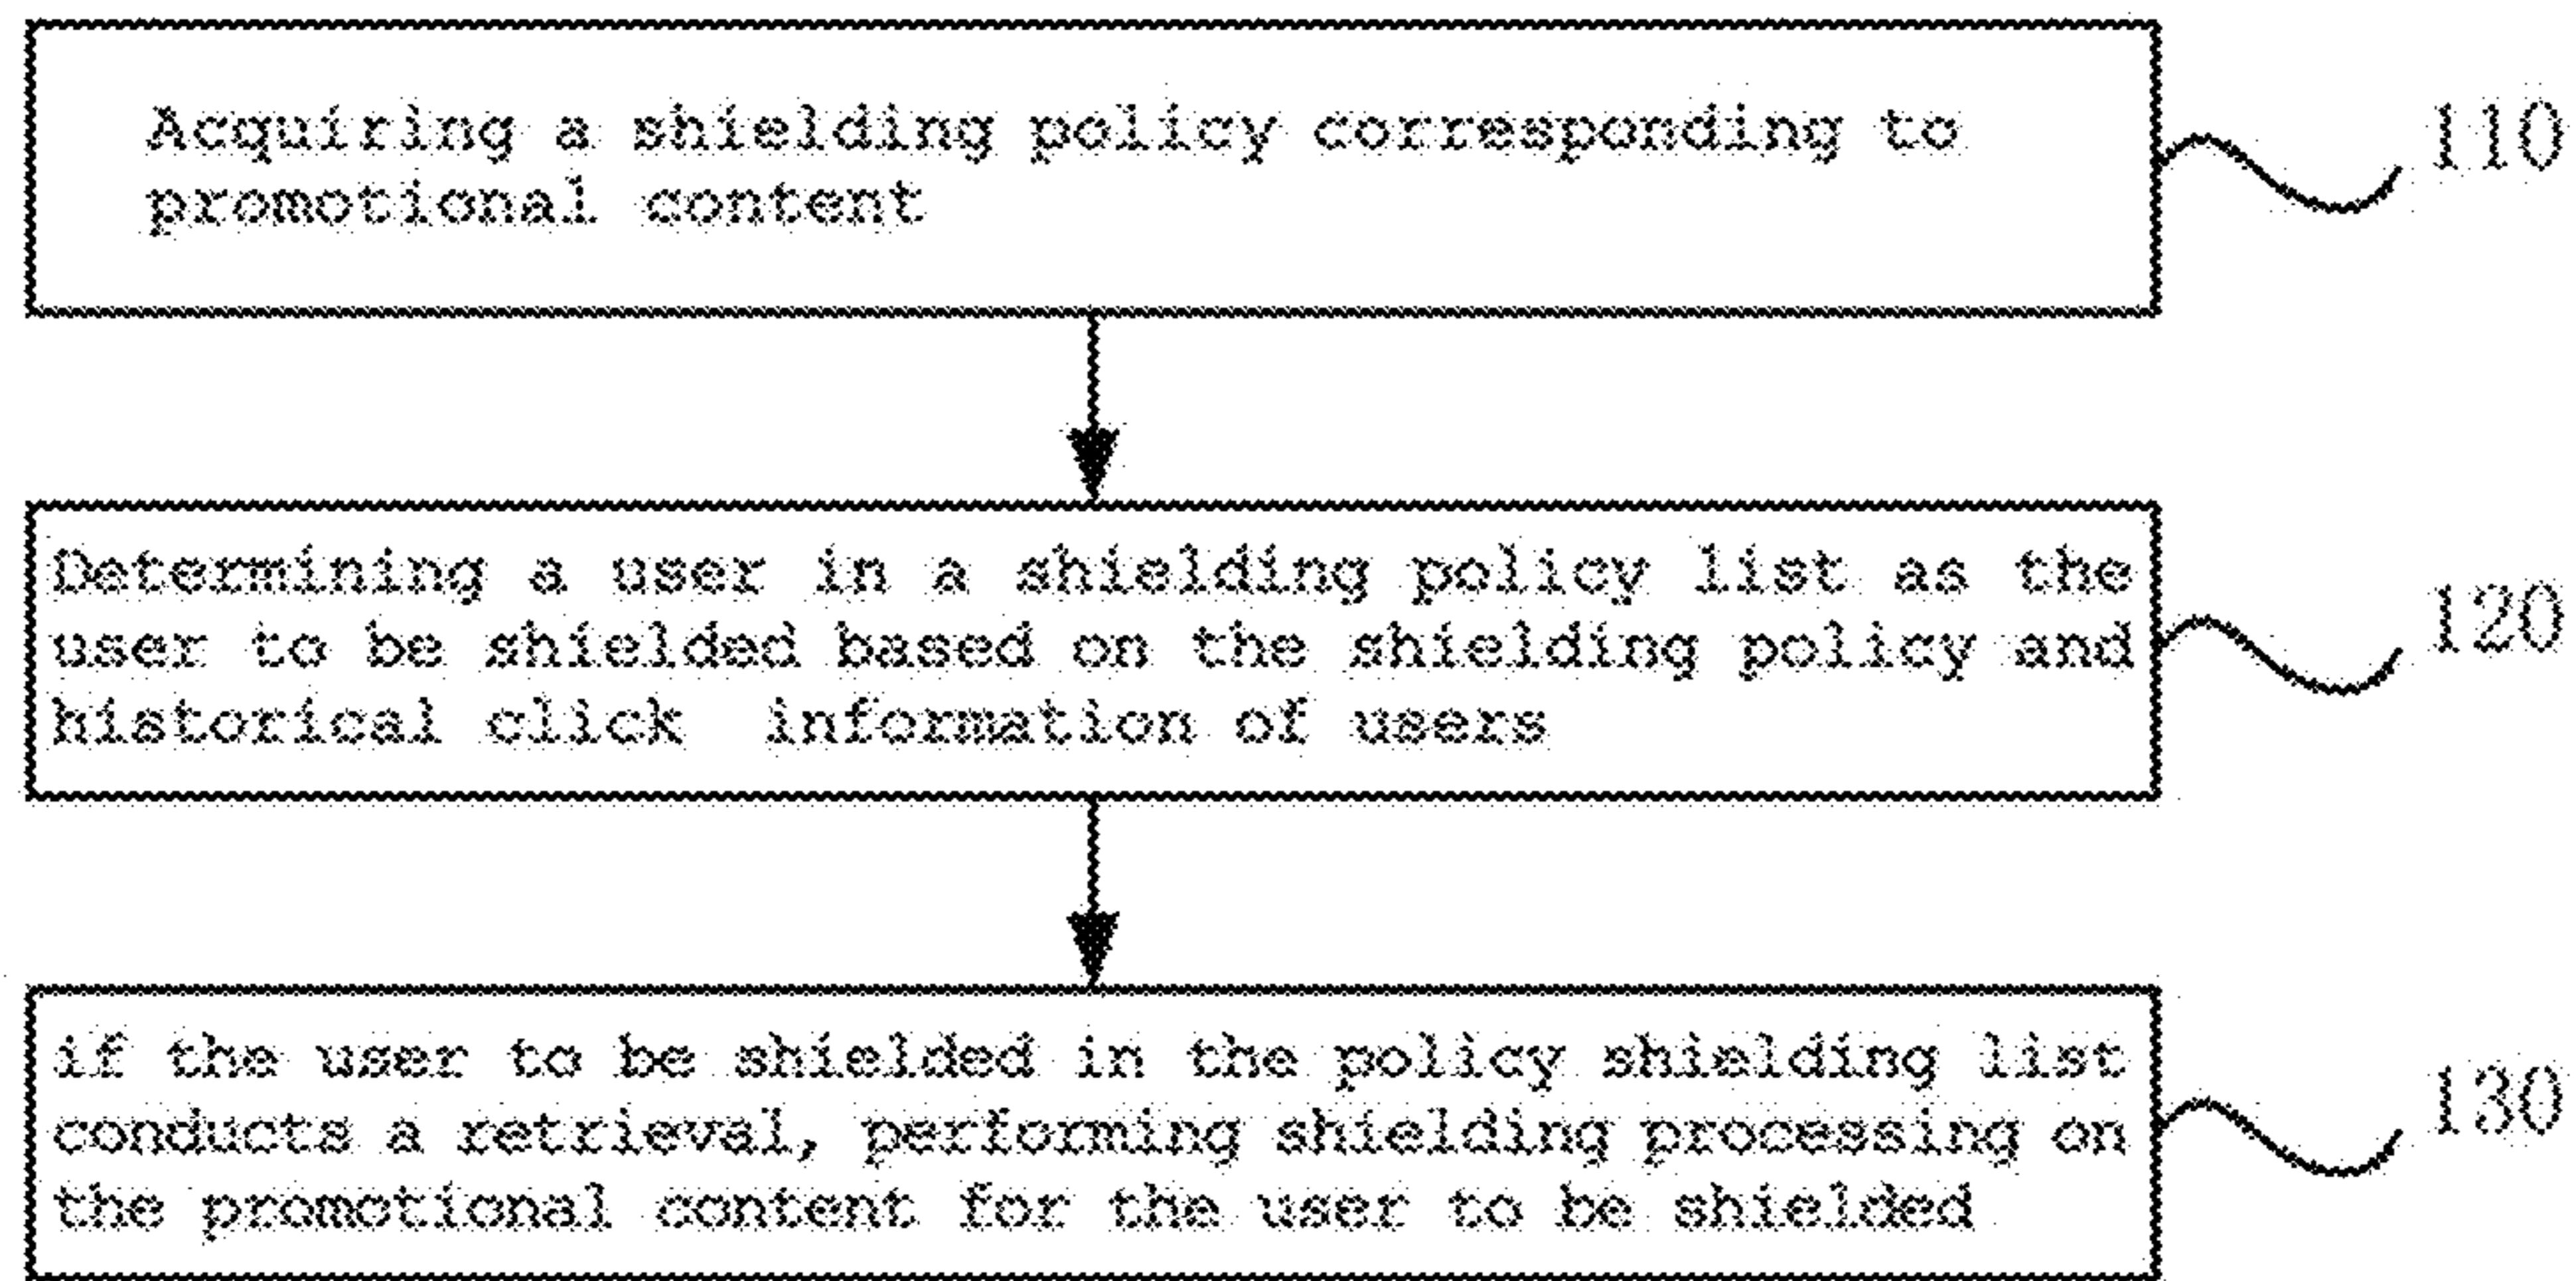 Acquiring a shielding policy corresponding to
promotional content
110
Determining a user in a shielding policy list as the
user to be shielded based on the shielding policy and
historical click information of users
120
if the user to be shielded in the policy shielding list
conducts a retrieval, performing shielding processing on
the promotional content for the user to be shielded
130